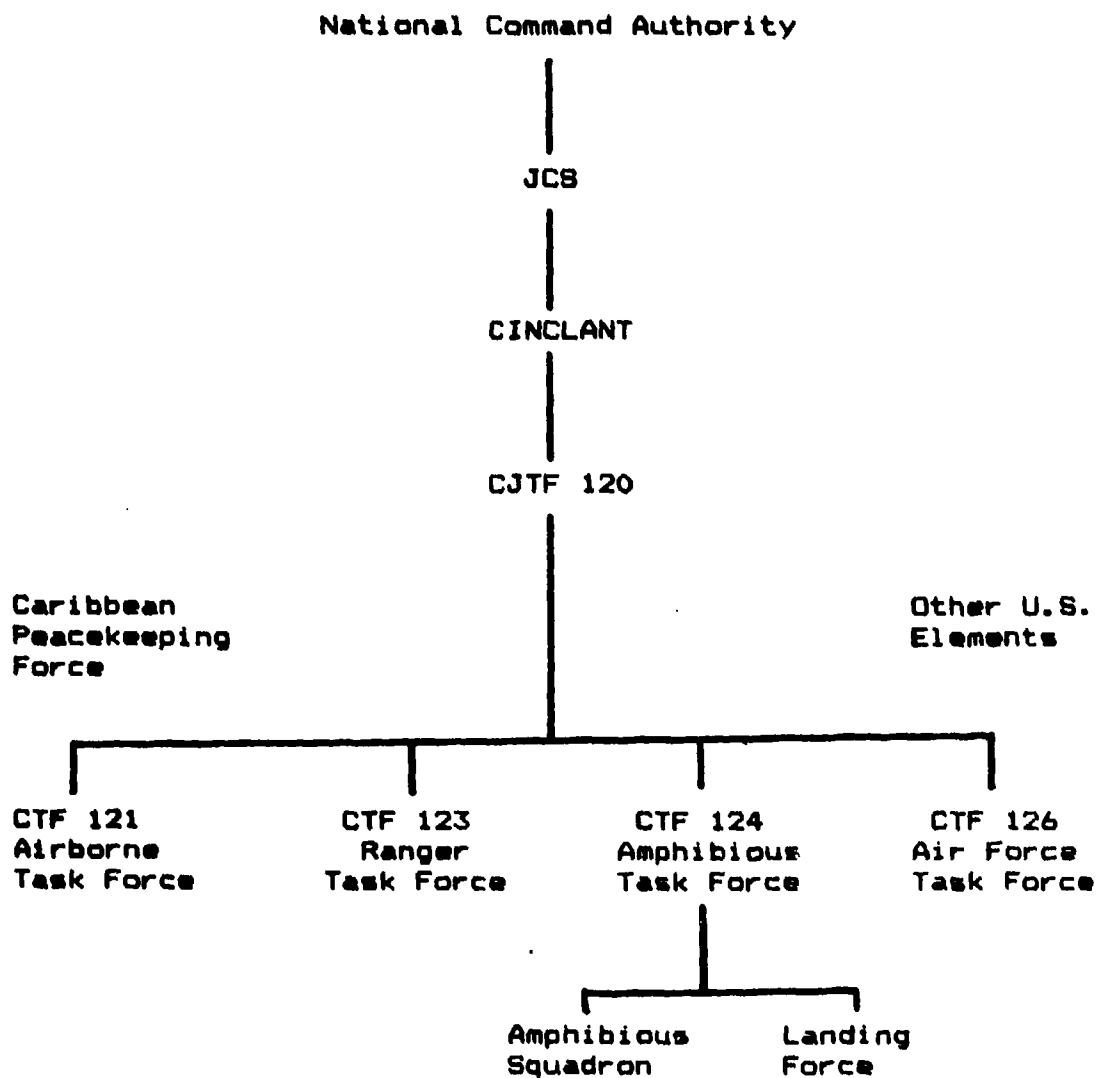 National Command Authority
JCS
CINCLANT
CJTF 120
Caribbean
Peacekeeping
Force
Other U.S.
Elements
CTF 121
Airborne
Task Force
CTF 123
Ranger
Task Force
CTF 124
Amphibious
Task Force
CTF 126
Air Force
Task Force
Amphibious
Squadron
Landing
Force